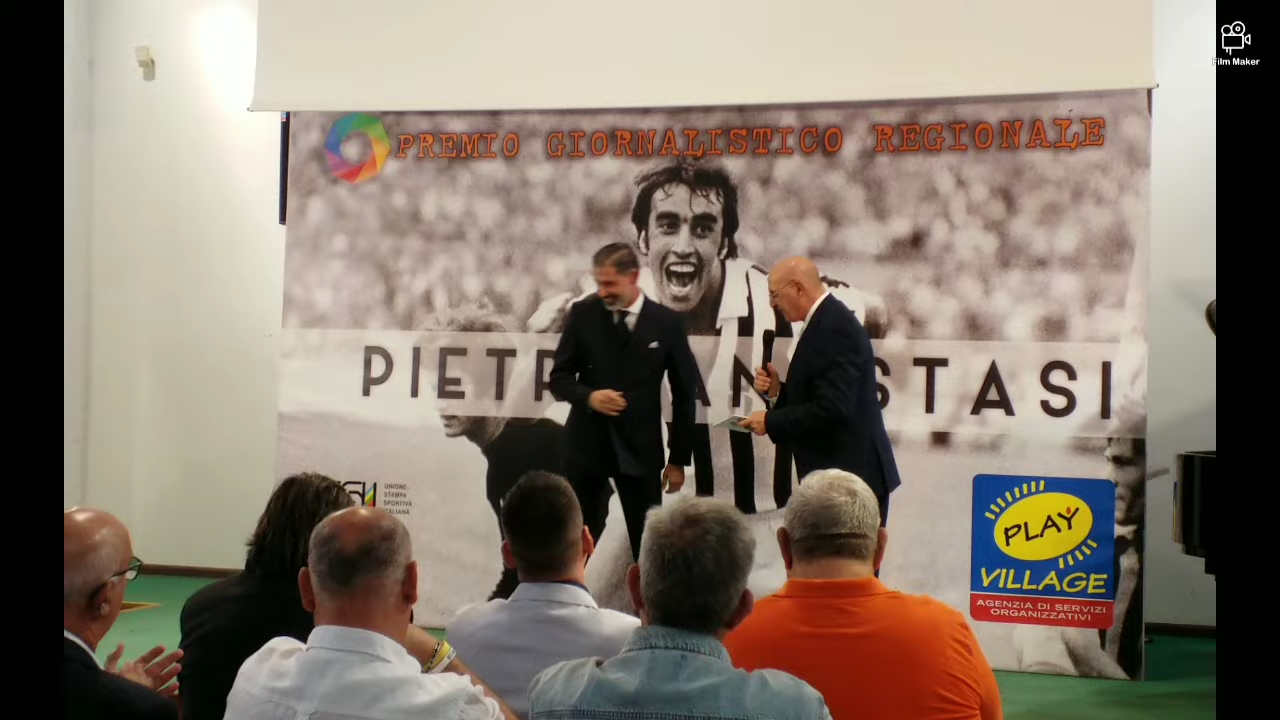 Film Maker
PREMIO GIORNALISTICO REGIONALE
PIETR AN STASI
UNIONE
STAMPA
SPORTIVA
ITALIANA
PLAY
VILLAGE
AGENZIA DI SERVIZI
ORGANIZZATIVI